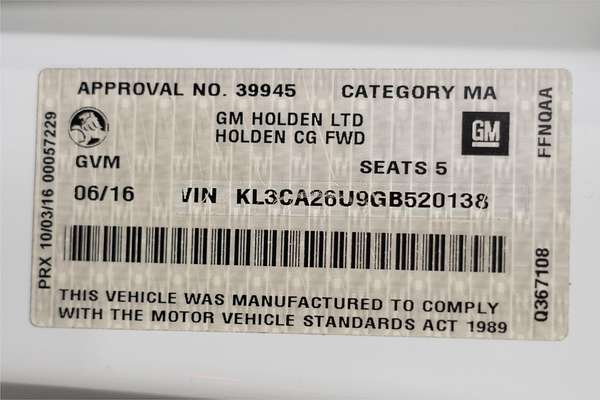 APPROVAL NO. 39945 CATEGORY MA
GM HOLDEN LTD
HOLDEN CG FWD
GM
GVM SEATS 5
06/16 VIN KL3CA26U9GB520138
THIS VEHICLE WAS MANUFACTURED TO COMPLY
WITH THE MOTOR VEHICLE STANDARDS ACT 1989
PRX 10/03/16 00057229
FFNQAA
Q367108